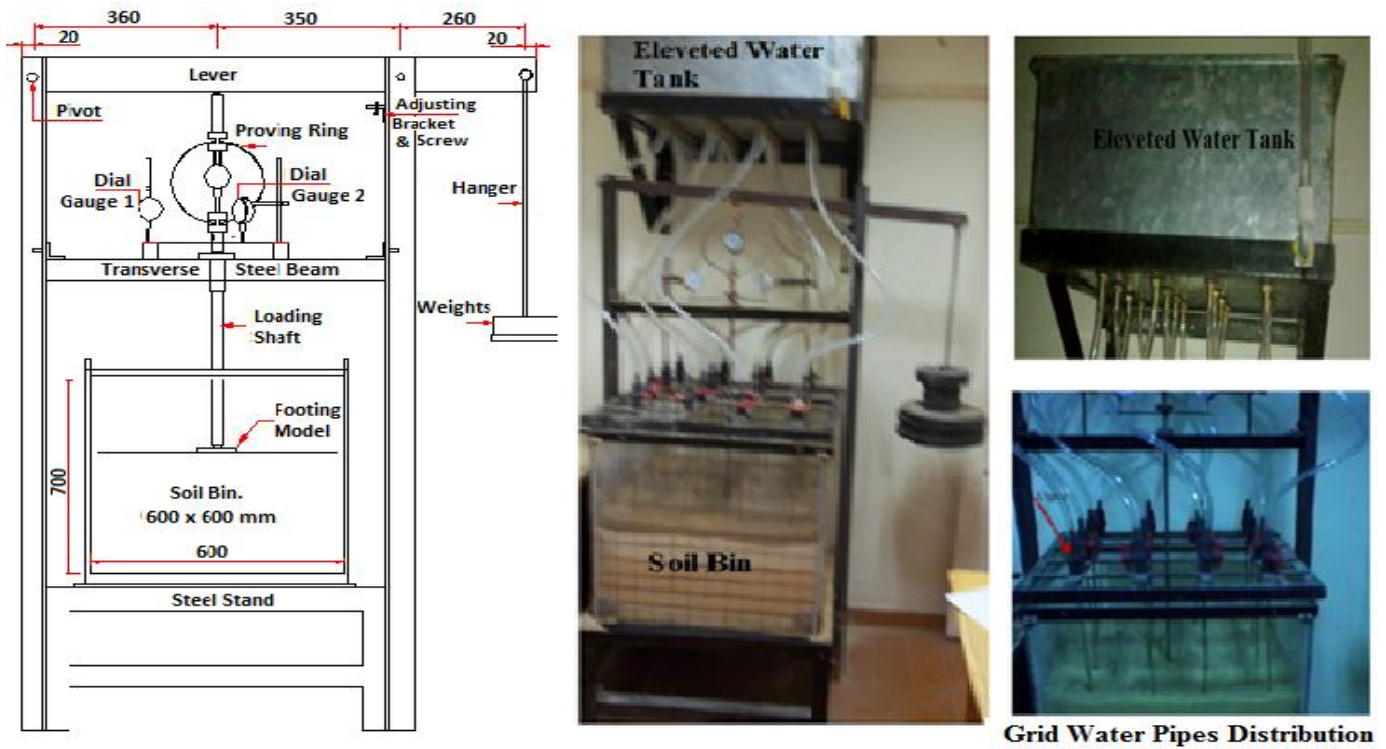 360 350 260
20 20
Lever
Pivot
Adjusting
Bracket
& Screw
Proving Ring
Dial
Gauge 1
Dial
Gauge 2
Hanger
Transverse Steel Beam
Weights
Loading
Shaft
Footing
Model
700
Soil Bin.
600 x 600 mm
600
Steel Stand
Eleveted Water
Tank
Soil Bin
Eleveted Water Tank
Grid Water Pipes Distribution